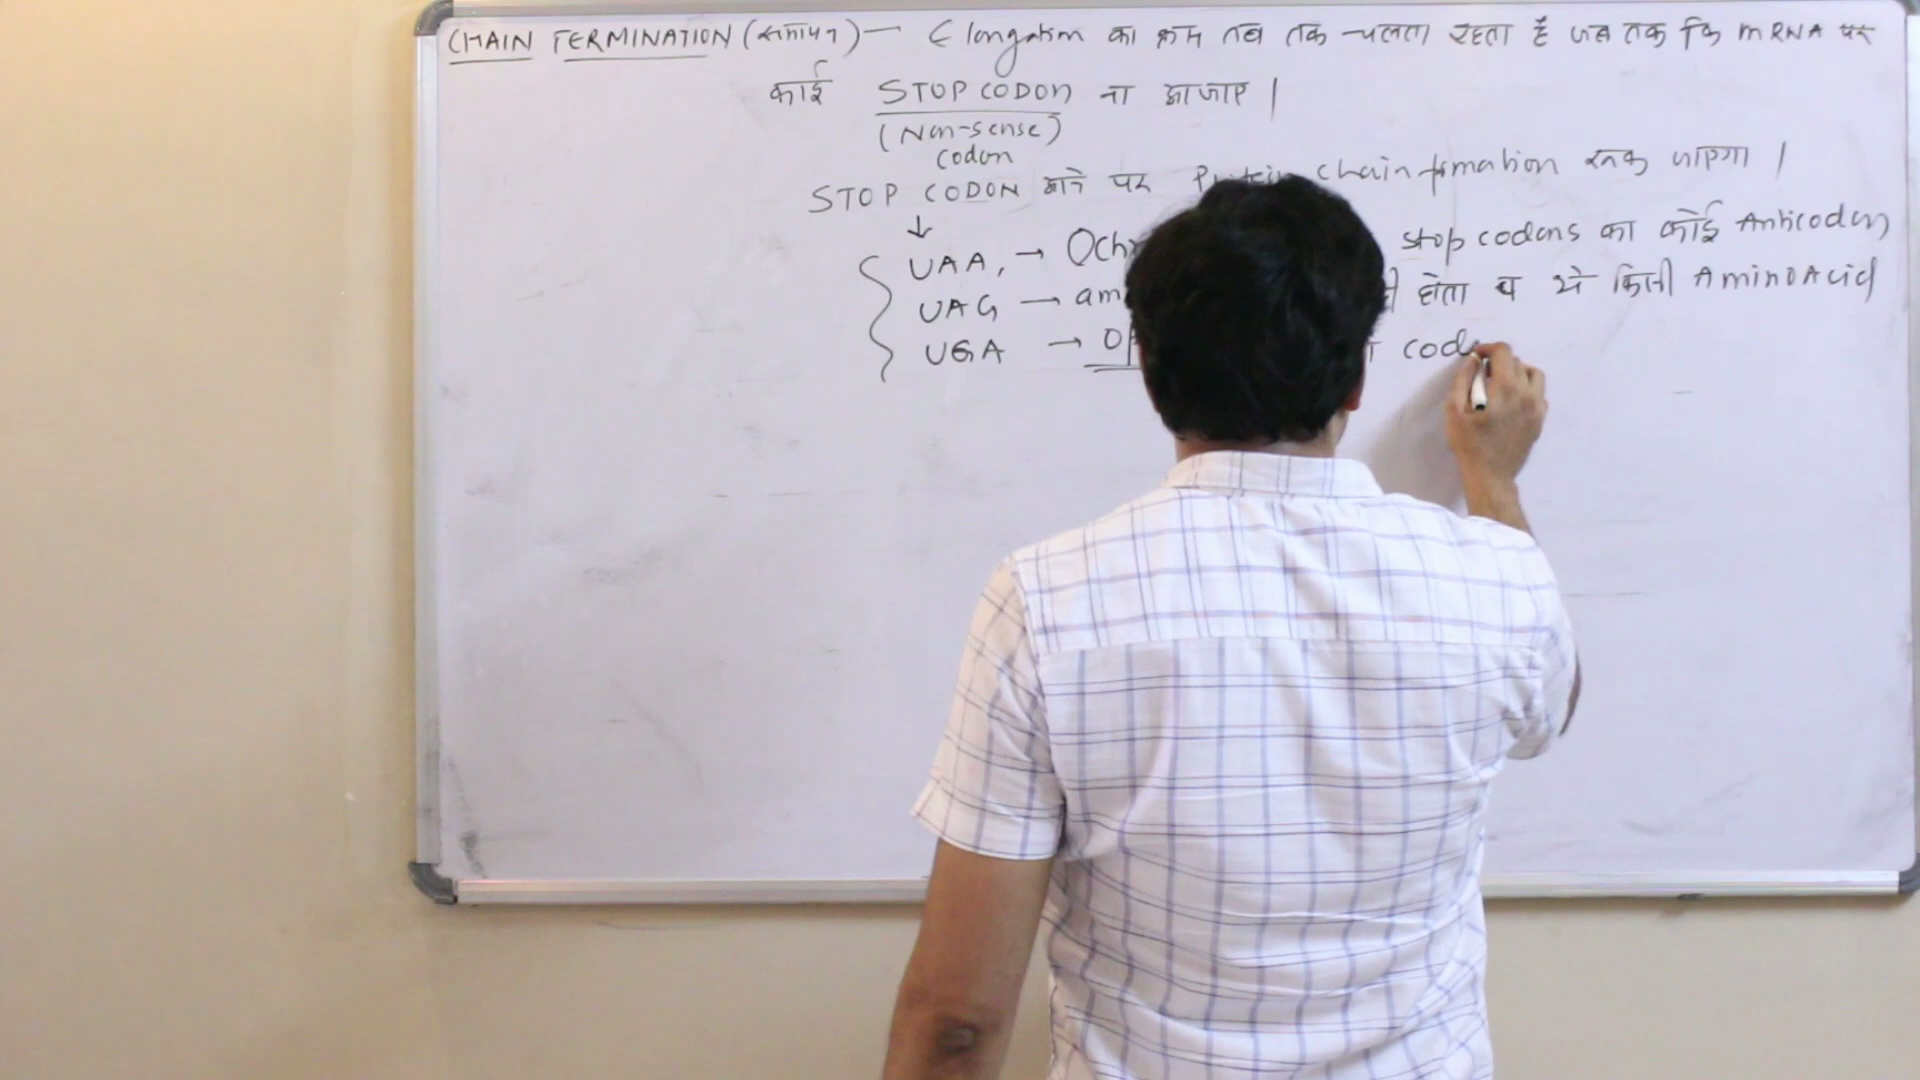 CHAIN TERMINATION (समापन) — Elongation का क्रम तब तक चलता रहता है जब तक कि mRNA पर
कोई STOP CODON ना आजाए |
(Non-sense)
codon
STOP CODON आने पर Protein chain formation रुक जाएगा |
↓
UAA, → Och stop codons का कोई Anticodon
UAG → am होता व ये किसी Amino Acid
UGA → OP cod